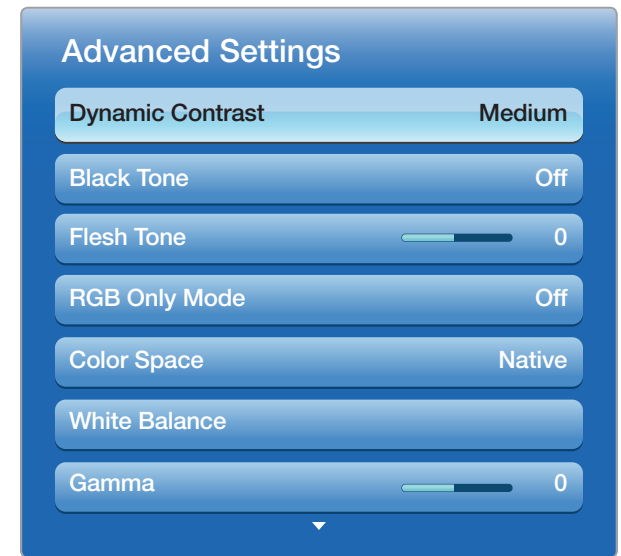 Advanced Settings
Dynamic Contrast Medium
Black Tone Off
Flesh Tone 0
RGB Only Mode Off
Color Space Native
White Balance
Gamma 0